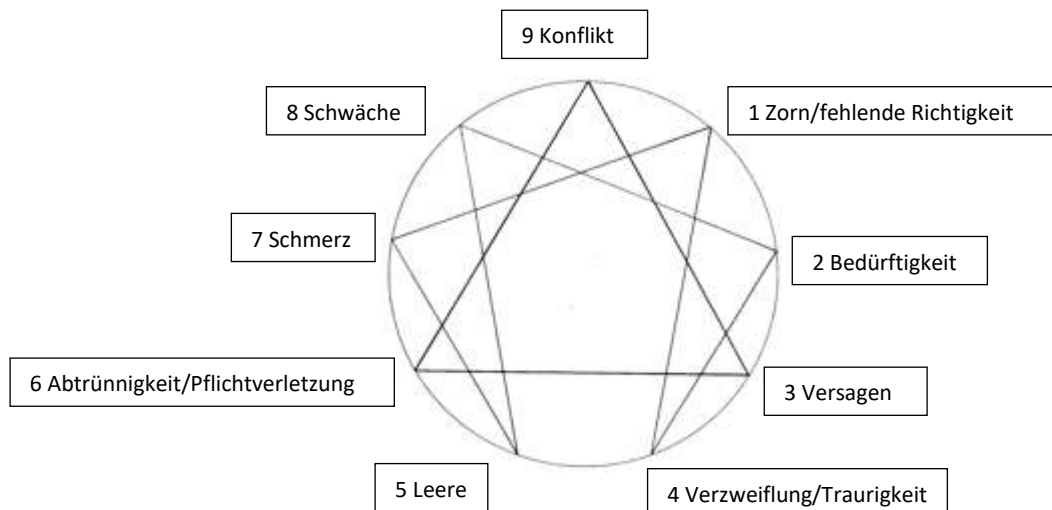 9 Konflikt
8 Schwäche
1 Zorn/fehlende Richtigkeit
7 Schmerz
2 Bedürftigkeit
6 Abtrünnigkeit/Pflichtverletzung
3 Versagen
5 Leere
4 Verzweiflung/Traurigkeit